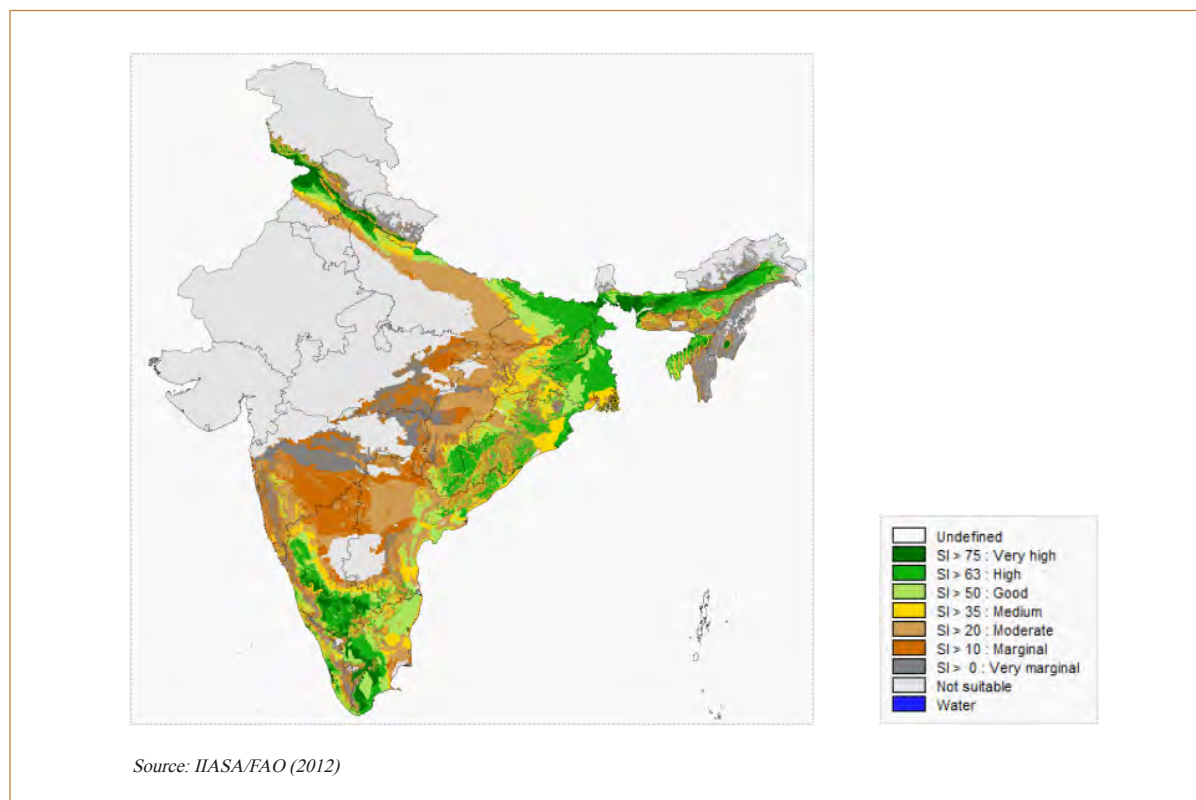 Undefined
SI > 75 : Very high
SI > 63 : High
SI > 50 : Good
SI > 35 : Medium
SI > 20 : Moderate
SI > 10 : Marginal
SI > 0 : Very marginal
Not suitable
Water
Source: IIASA/FAO (2012)